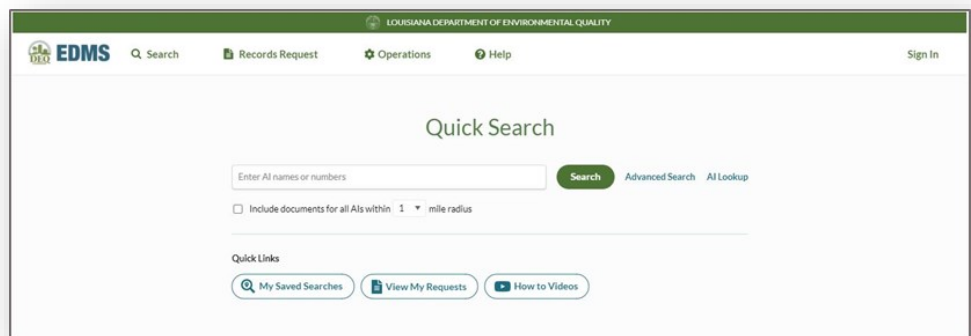 LOUISIANA DEPARTMENT OF ENVIRONMENTAL QUALITY
DEQ EDMS Search Records Request Operations Help Sign In
Quick Search
Enter AI names or numbers Search Advanced Search AI Lookup
Include documents for all AIs within 1 mile radius
Quick Links
My Saved Searches View My Requests How to Videos